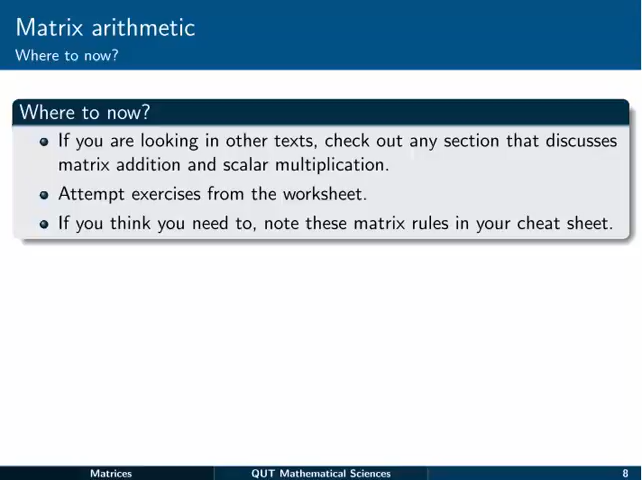 Matrix arithmetic
Where to now?
Where to now?
If you are looking in other texts, check out any section that discusses
matrix addition and scalar multiplication.
Attempt exercises from the worksheet.
If you think you need to, note these matrix rules in your cheat sheet.
Matrices QUT Mathematical Sciences 8